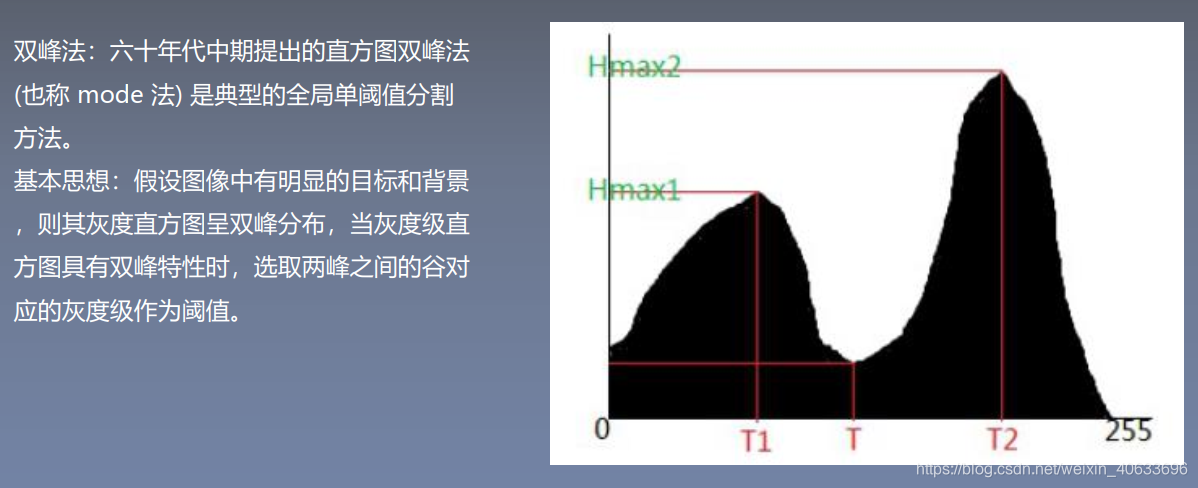 双峰法：六十年代中期提出的直方图双峰法
(也称 mode 法) 是典型的全局单阈值分割
方法。
基本思想：假设图像中有明显的目标和背景
，则其灰度直方图呈双峰分布，当灰度级直
方图具有双峰特性时，选取两峰之间的谷对
应的灰度级作为阈值。
Hmax2
Hmax1
0
255
T1
T
T2
https://blog.csdn.net/weixin_40633696